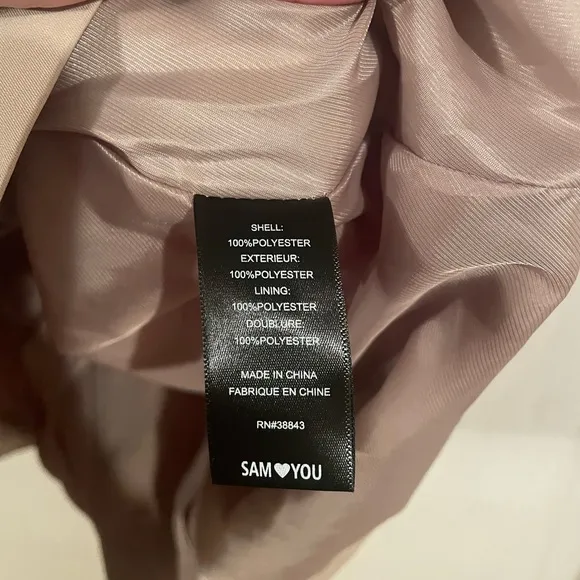 SHELL:
100%POLYESTER
EXTERIEUR:
100%POLYESTER
LINING:
100%POLYESTER
DOUBLURE:
100%POLYESTER
MADE IN CHINA
FABRIQUE EN CHINE
RN#38843
SAM♥YOU